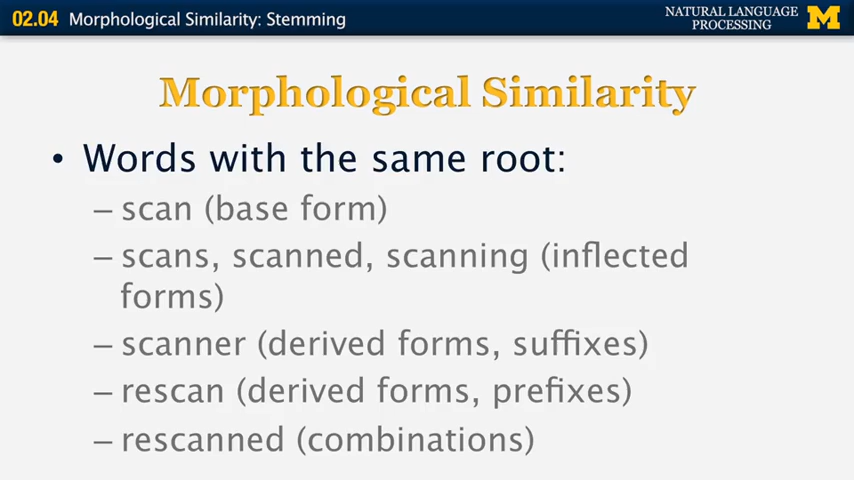 02.04 Morphological Similarity: Stemming
NATURAL LANGUAGE
PROCESSING
M
Morphological Similarity
• Words with the same root:
– scan (base form)
– scans, scanned, scanning (inflected
forms)
– scanner (derived forms, suffixes)
– rescan (derived forms, prefixes)
– rescanned (combinations)